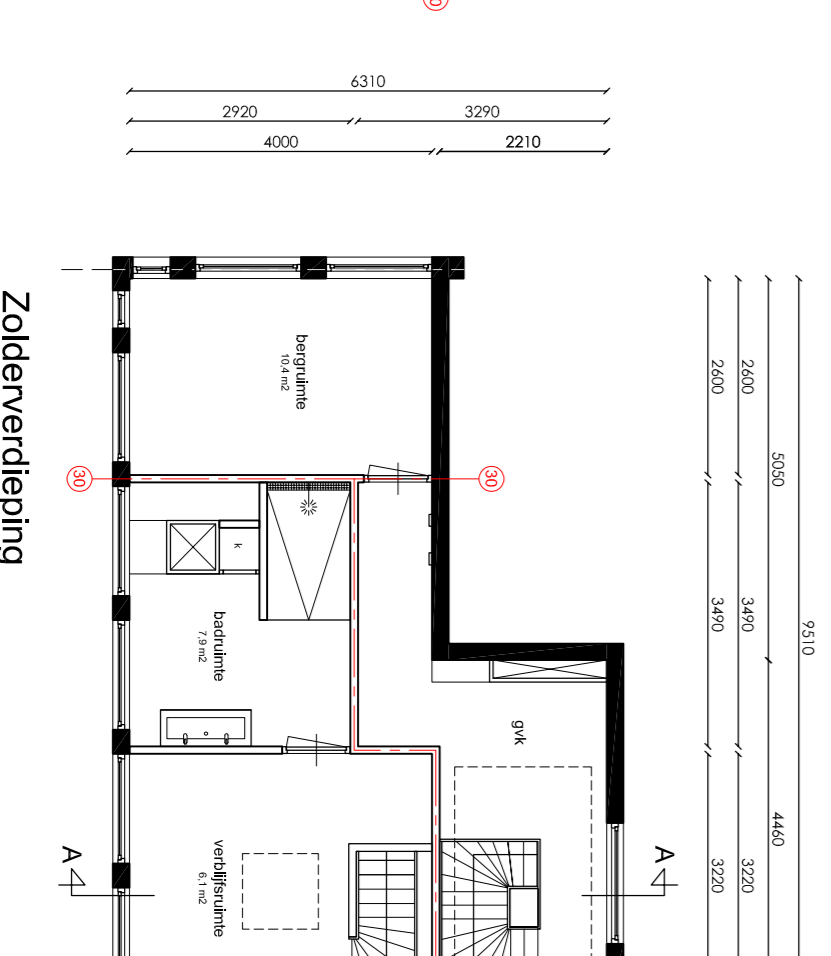 6310
2920
3290
4000
2210
Zolderverdieping
bergruimte
10,4 m2
30
30
k
badruimte
7,9 m2
gvk
verblijfsruimte
6,1 m2
A
A
2600
2600
5050
3490
3490
9510
4460
3220
3220